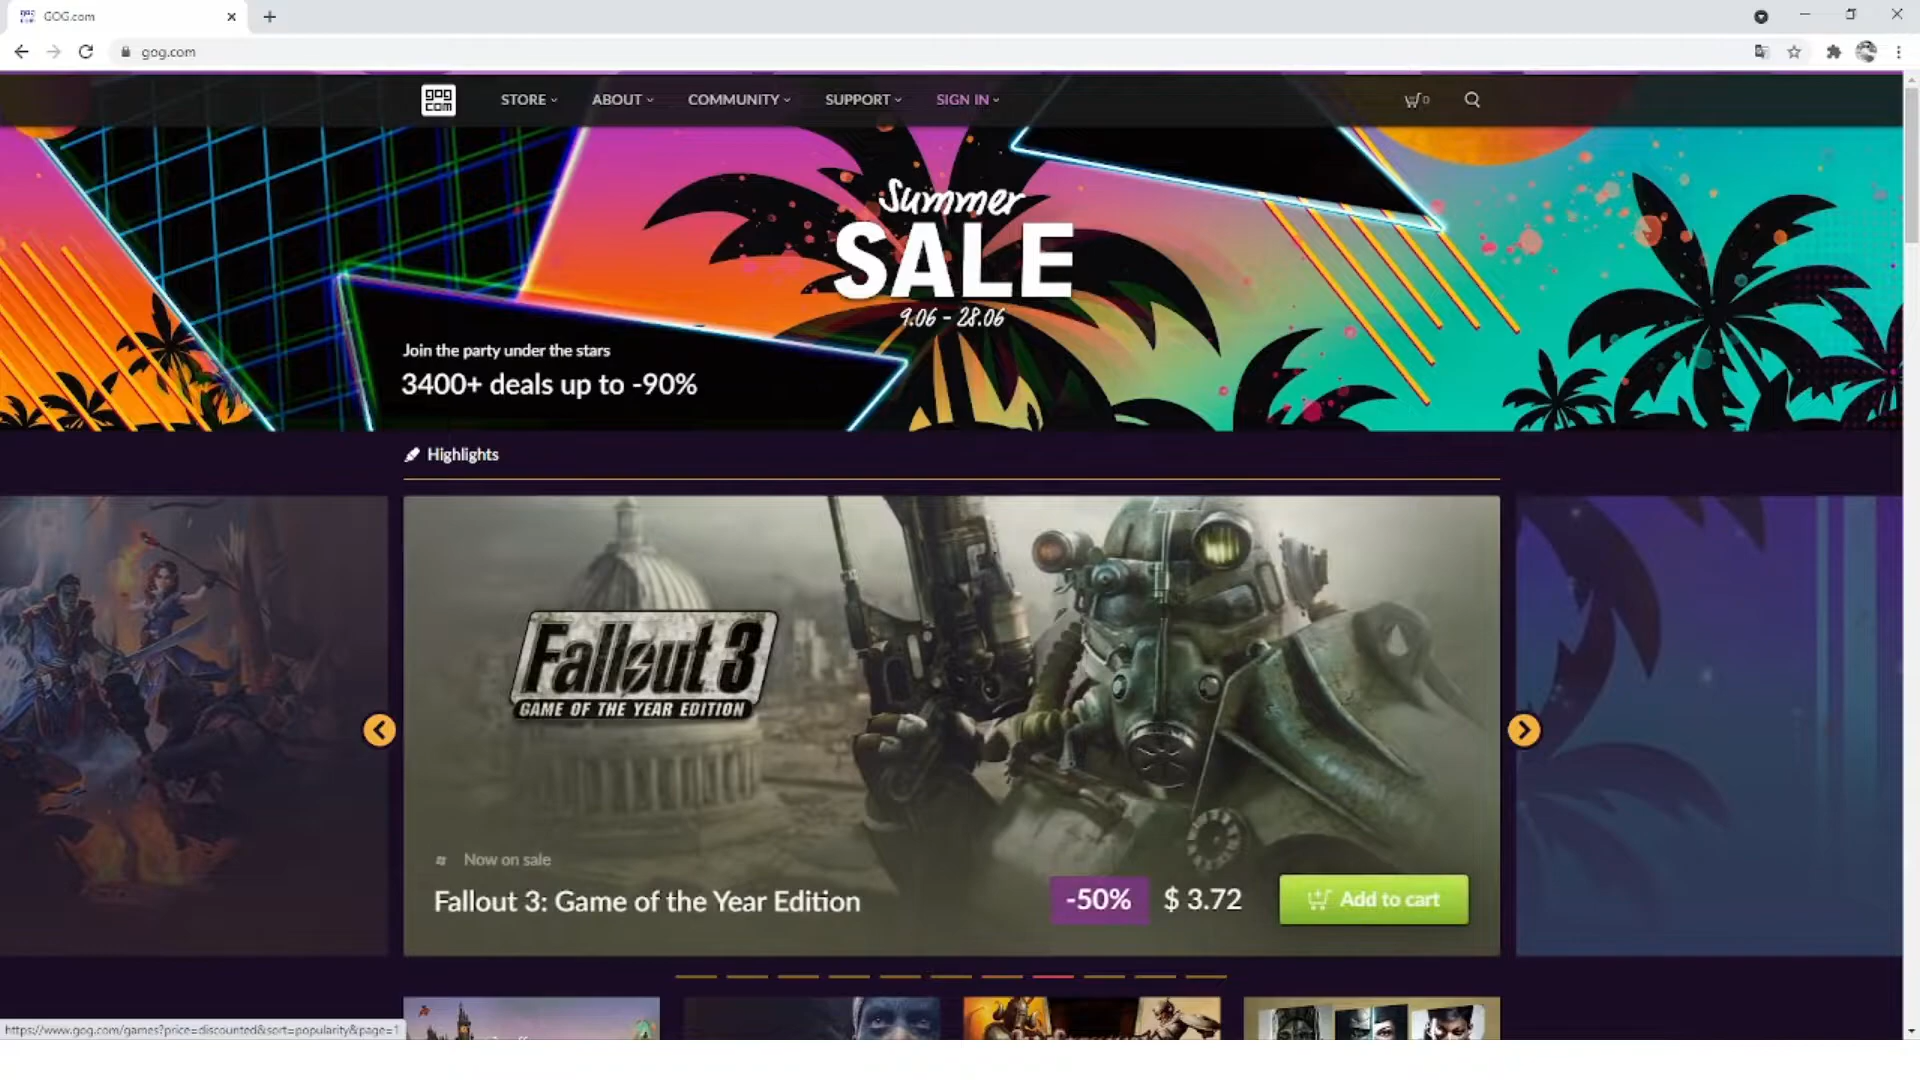 GOG.com
gog.com
gog
com
STORE
ABOUT
COMMUNITY
SUPPORT
SIGN IN
0
Summer
SALE
9.06 - 28.06
Join the party under the stars
3400+ deals up to -90%
Highlights
Fallout 3
GAME OF THE YEAR EDITION
Now on sale
Fallout 3: Game of the Year Edition
-50%
$ 3.72
Add to cart
https://www.gog.com/games?price=discounted&sort=popularity&page=1